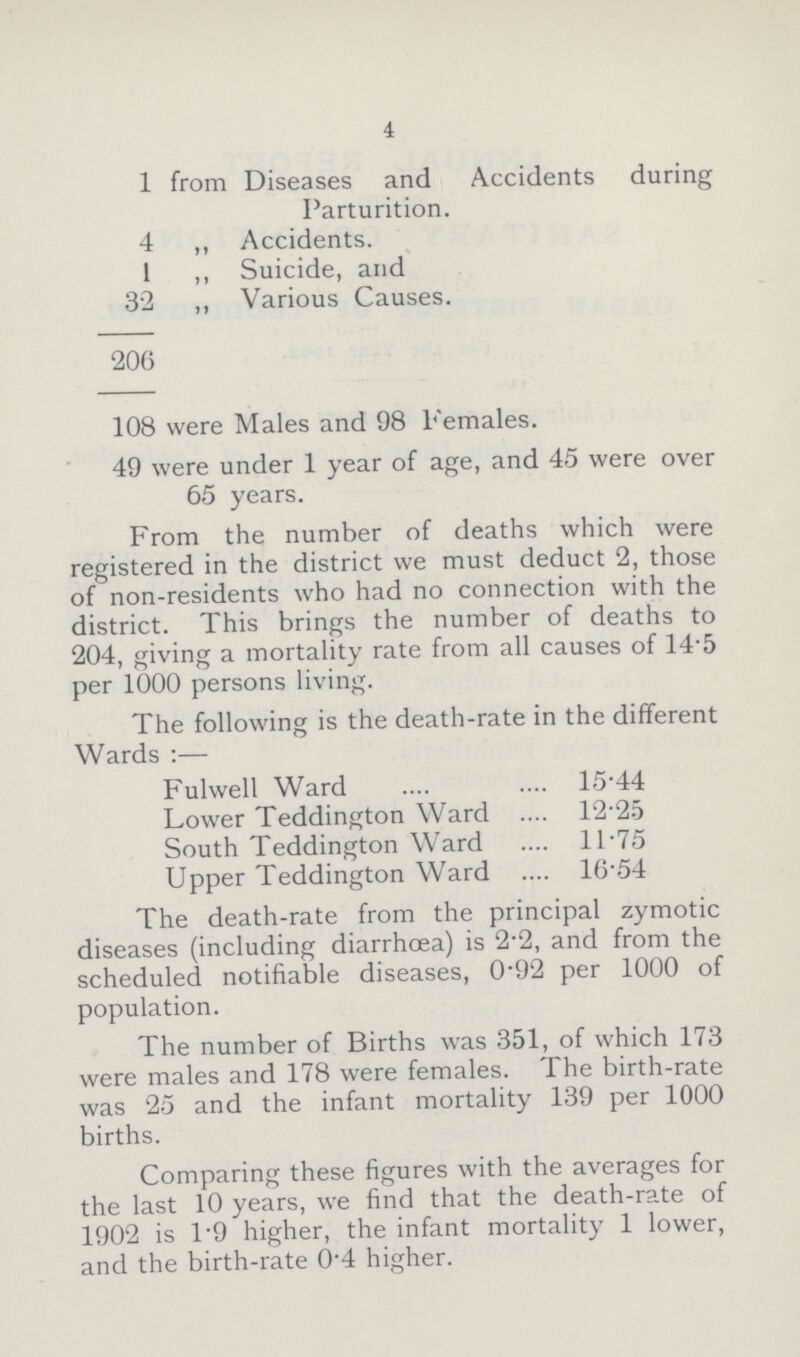 4
1 from Diseases and Accidents during
Parturition.
4 ,, Accidents.
1 ,, Suicide, and
32 ,, Various Causes.
206
108 were Males and 98 Females.
49 were under 1 year of age, and 45 were over
65 years.
From the number of deaths which were
registered in the district we must deduct 2, those
of non-residents who had no connection with the
district. This brings the number of deaths to
204, giving a mortality rate from all causes of 14·5
per 1000 persons living.
The following is the death-rate in the different
Wards :—
Fulwell Ward .... .... 15·44
Lower Teddington Ward .... 12·25
South Teddington Ward .... 11·75
Upper Teddington Ward .... 16·54
The death-rate from the principal zymotic
diseases (including diarrhœa) is 2·2, and from the
scheduled notifiable diseases, 0·92 per 1000 of
population.
The number of Births was 351, of which 173
were males and 178 were females. The birth-rate
was 25 and the infant mortality 139 per 1000
births.
Comparing these figures with the averages for
the last 10 years, we find that the death-rate of
1902 is 1·9 higher, the infant mortality 1 lower,
and the birth-rate 0·4 higher.